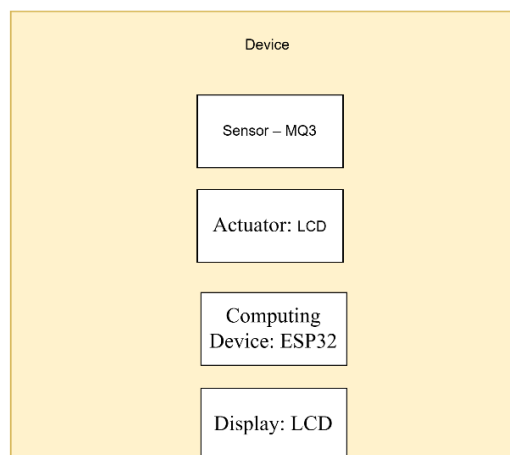 Device
Sensor – MQ3
Actuator: LCD
Computing
Device: ESP32
Display: LCD